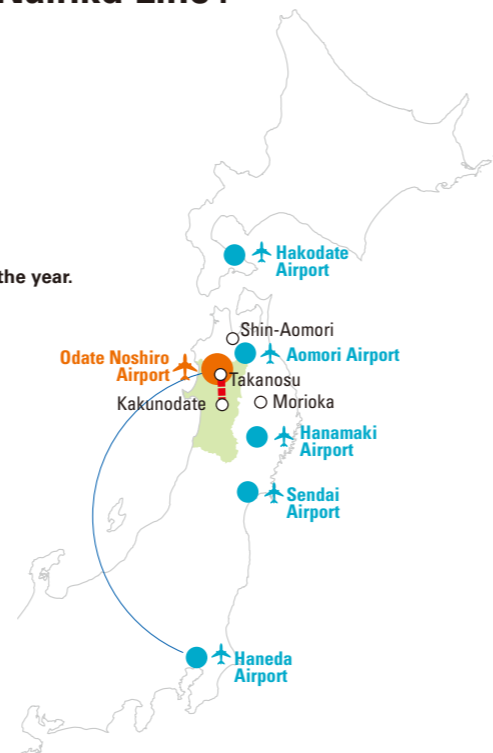 the year.
Hakodate
Airport
Shin-Aomori
Odate Noshiro
Airport
Aomori Airport
Takanosu
Kakunodate
Morioka
Hanamaki
Airport
Sendai
Airport
Haneda
Airport